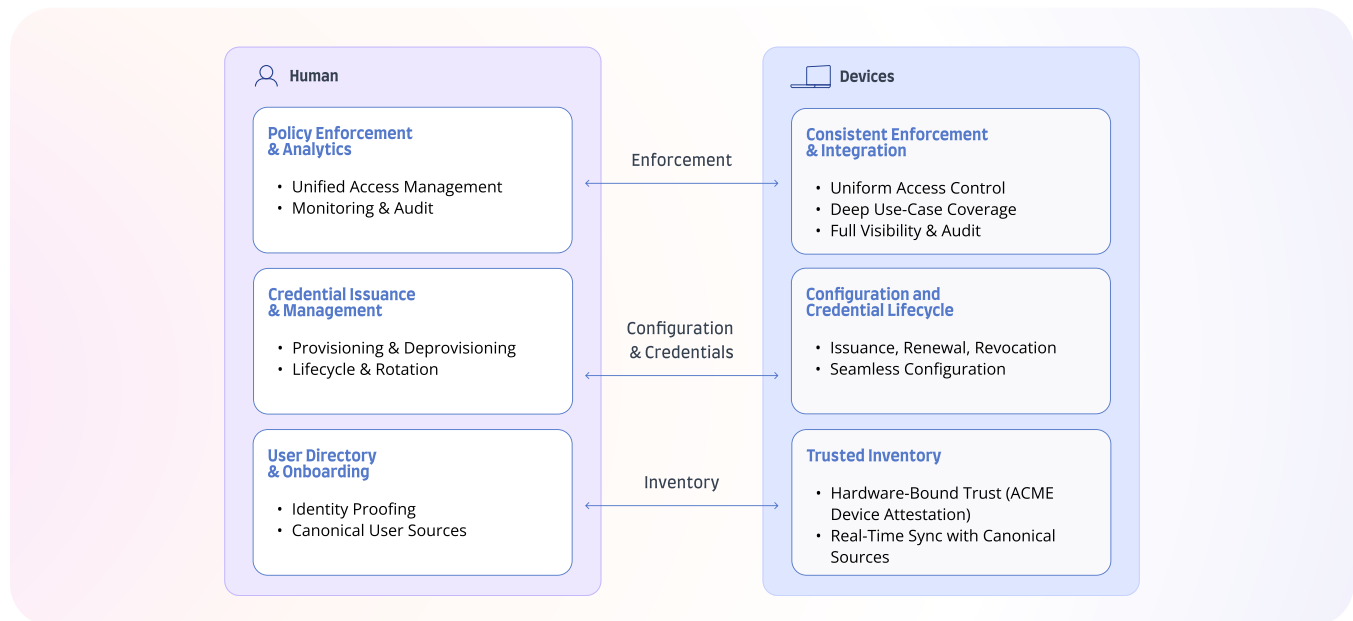 Human
Policy Enforcement
& Analytics
• Unified Access Management
• Monitoring & Audit
Credential Issuance
& Management
• Provisioning & Deprovisioning
• Lifecycle & Rotation
User Directory
& Onboarding
• Identity Proofing
• Canonical User Sources
Enforcement
Configuration
& Credentials
Inventory
Devices
Consistent Enforcement
& Integration
• Uniform Access Control
• Deep Use-Case Coverage
• Full Visibility & Audit
Configuration and
Credential Lifecycle
• Issuance, Renewal, Revocation
• Seamless Configuration
Trusted Inventory
• Hardware-Bound Trust (ACME
Device Attestation)
• Real-Time Sync with Canonical
Sources